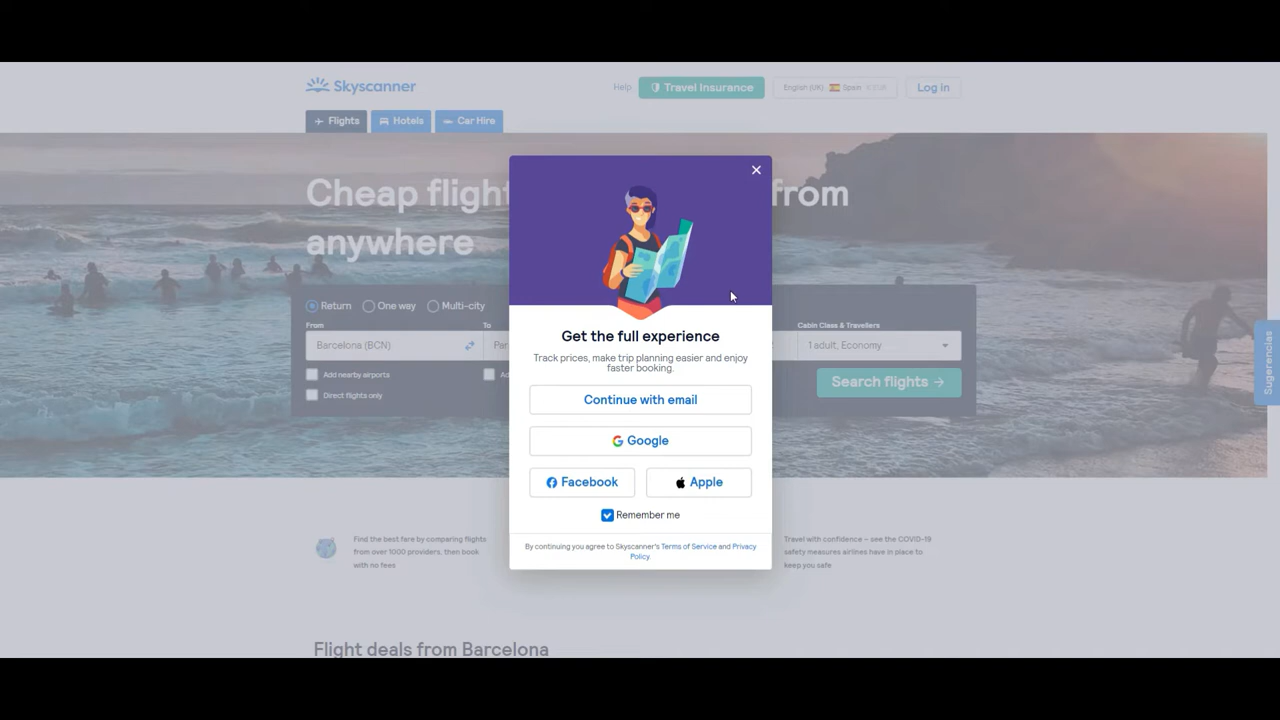 Skyscanner
Help
Travel Insurance
English (UK) Spain € EUR
Log in
Flights
Hotels
Car Hire
Cheap flight
from
anywhere
Return
One way
Multi-city
From
To
Cabin Class & Travellers
Barcelona (BCN)
1 adult, Economy
Add nearby airports
Direct flights only
Search flights →
Sugerencias
Get the full experience
Track prices, make trip planning easier and enjoy
faster booking.
Continue with email
Google
Facebook
Apple
Remember me
By continuing you agree to Skyscanner's Terms of Service and Privacy
Policy.
Find the best fare by comparing flights
from over 1000 providers, then book
with no fees
Travel with confidence – see the COVID-19
safety measures airlines have in place to
keep you safe
Flight deals from Barcelona